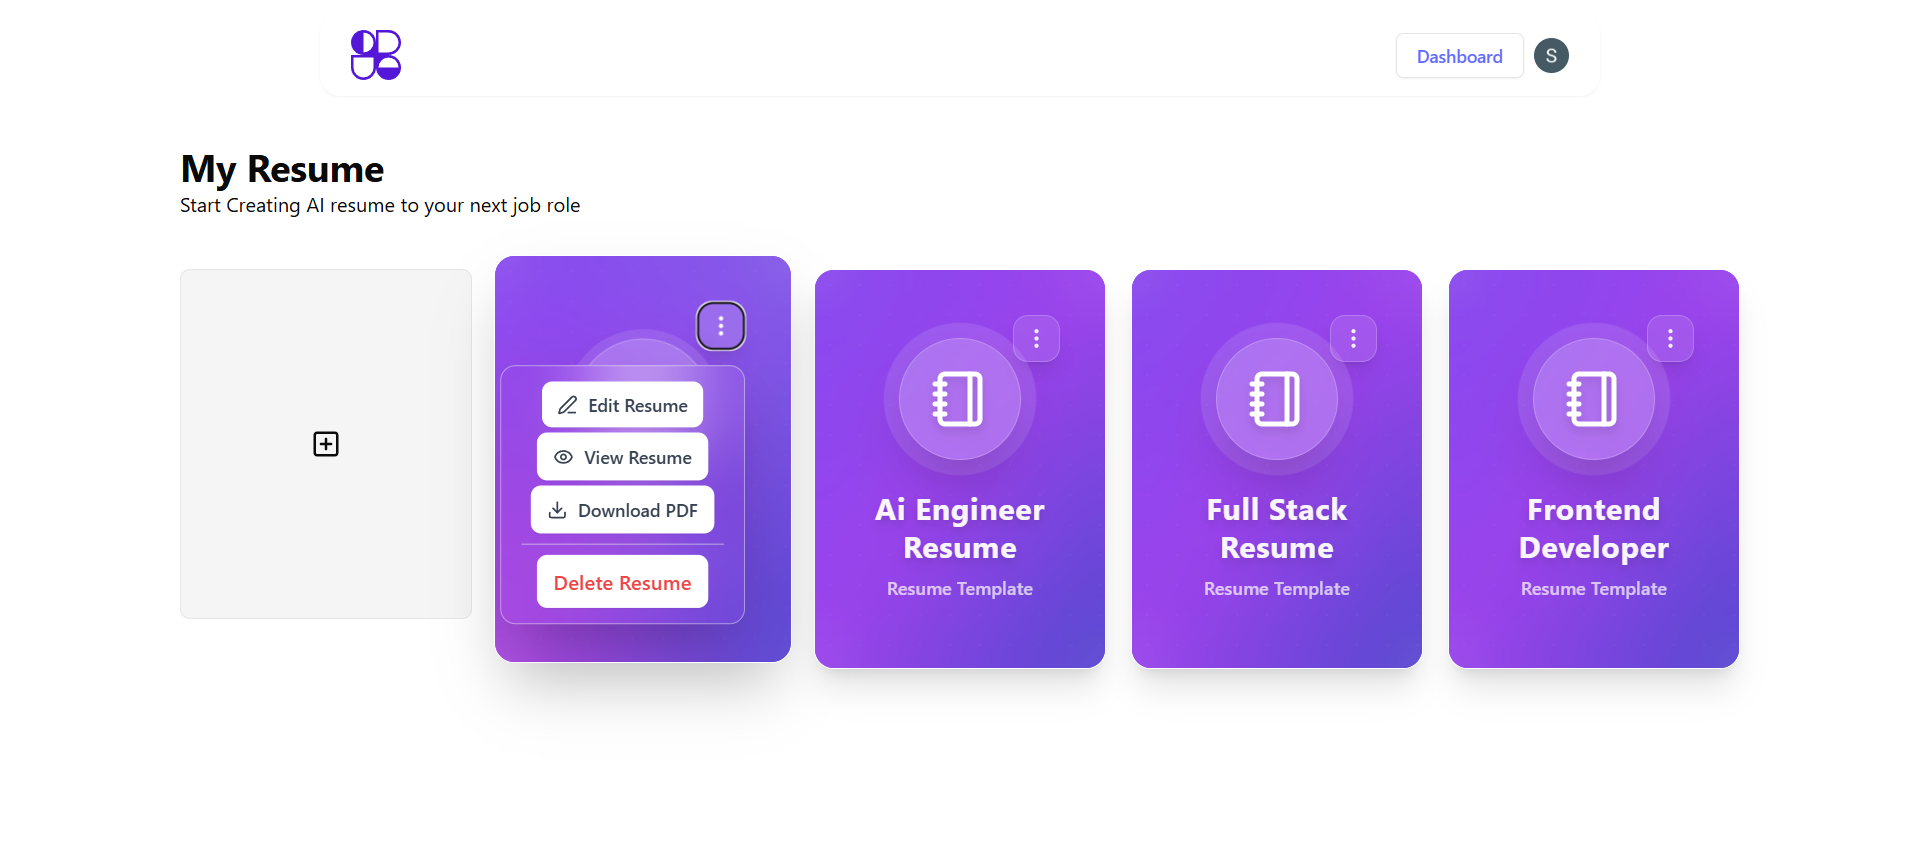 Dashboard
S
My Resume
Start Creating AI resume to your next job role
Edit Resume
View Resume
Download PDF
Delete Resume
Ai Engineer
Resume
Resume Template
Full Stack
Resume
Resume Template
Frontend
Developer
Resume Template